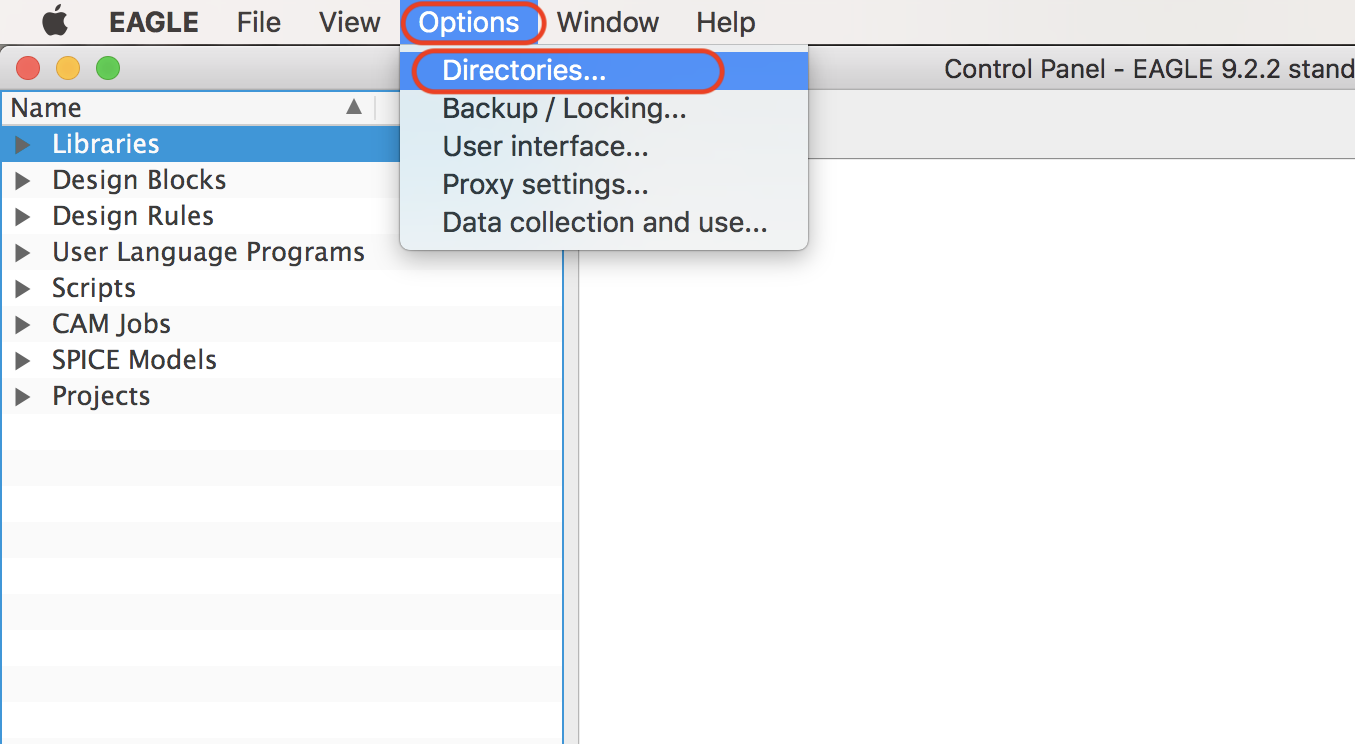 EAGLE File View Options Window Help
Control Panel - EAGLE 9.2.2 stand
Directories...
Backup / Locking...
User interface...
Proxy settings...
Data collection and use...
Name
Libraries
Design Blocks
Design Rules
User Language Programs
Scripts
CAM Jobs
SPICE Models
Projects